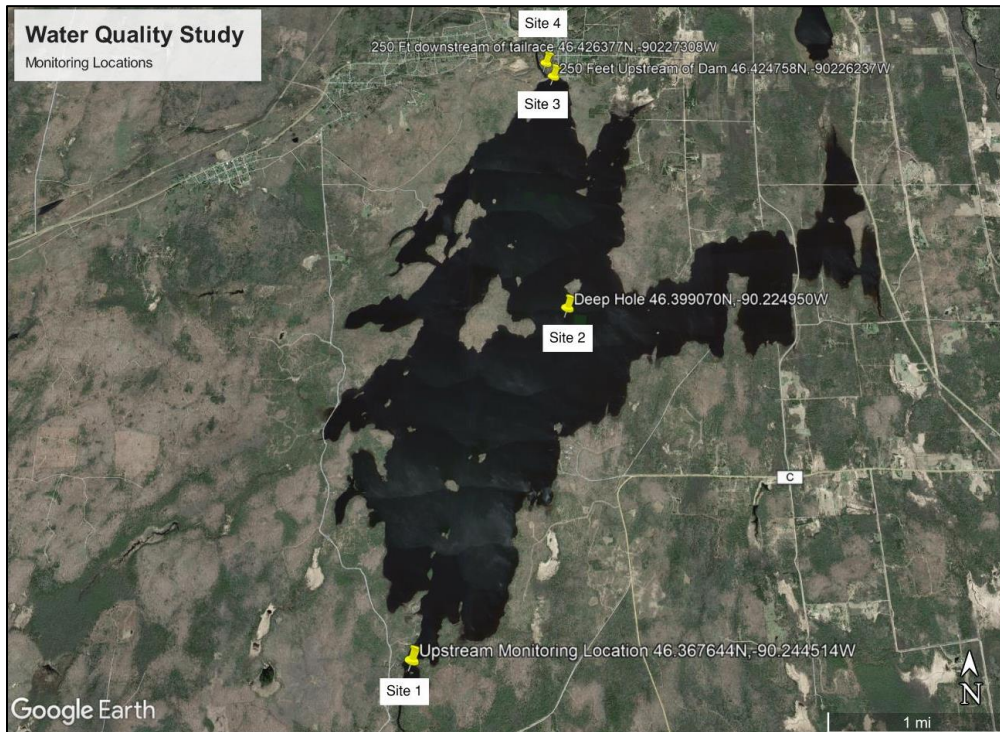 Water Quality Study
Monitoring Locations
Site 4
250 Ft downstream of tailrace 46.426377N,-90227308W
250 Feet Upstream of Dam 46.424758N,-90226237W
Site 3
Deep Hole 46.399070N,-90.224950W
Site 2
C
Upstream Monitoring Location 46.367644N,-90.244514W
Site 1
N
Google Earth
1 mi